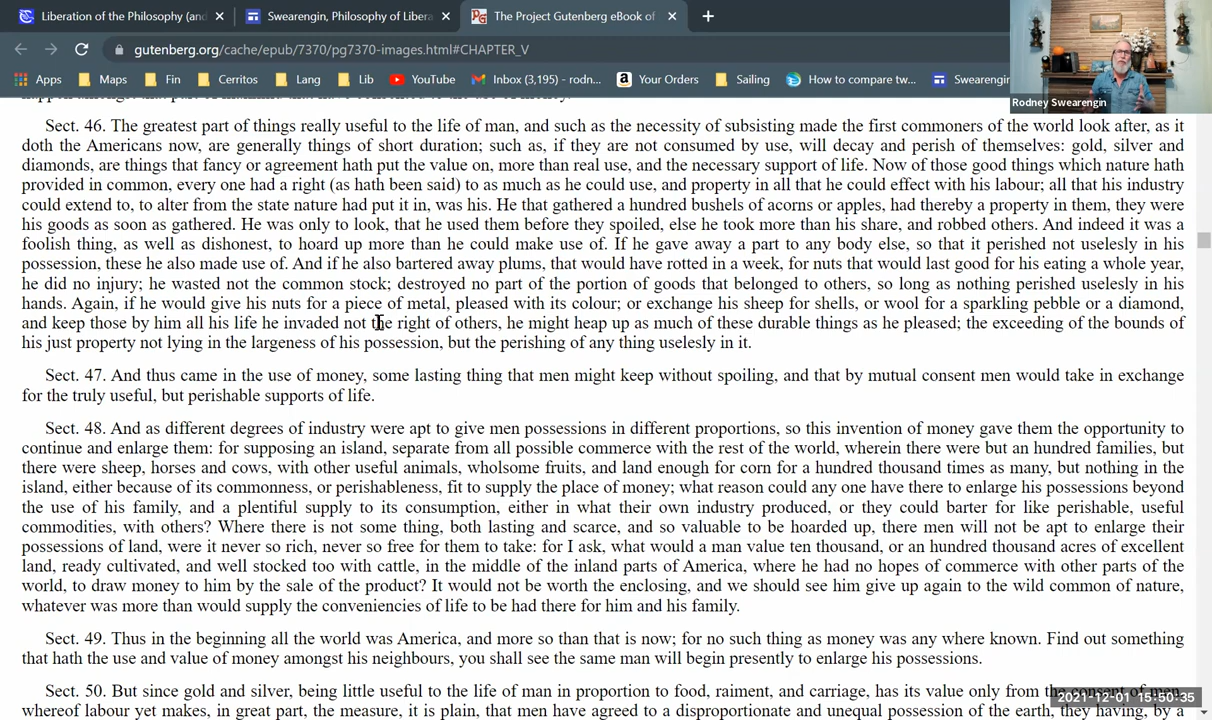 Liberation of the Philosophy (and
Swearengin, Philosophy of Libera
The Project Gutenberg eBook of
gutenberg.org/cache/epub/7370/pg7370-images.html#CHAPTER_V
Apps Maps Fin Cerritos Lang Lib YouTube Inbox (3,195) - rodn... Your Orders Sailing How to compare tw... Swearengin
Rodney Swearengin
Sect. 46. The greatest part of things really useful to the life of man, and such as the necessity of subsisting made the first commoners of the world look after, as it
doth the Americans now, are generally things of short duration; such as, if they are not consumed by use, will decay and perish of themselves: gold, silver and
diamonds, are things that fancy or agreement hath put the value on, more than real use, and the necessary support of life. Now of those good things which nature hath
provided in common, every one had a right (as hath been said) to as much as he could use, and property in all that he could effect with his labour; all that his industry
could extend to, to alter from the state nature had put it in, was his. He that gathered a hundred bushels of acorns or apples, had thereby a property in them, they were
his goods as soon as gathered. He was only to look, that he used them before they spoiled, else he took more than his share, and robbed others. And indeed it was a
foolish thing, as well as dishonest, to hoard up more than he could make use of. If he gave away a part to any body else, so that it perished not uselesly in his
possession, these he also made use of. And if he also bartered away plums, that would have rotted in a week, for nuts that would last good for his eating a whole year,
he did no injury; he wasted not the common stock; destroyed no part of the portion of goods that belonged to others, so long as nothing perished uselesly in his
hands. Again, if he would give his nuts for a piece of metal, pleased with its colour; or exchange his sheep for shells, or wool for a sparkling pebble or a diamond,
and keep those by him all his life he invaded not the right of others, he might heap up as much of these durable things as he pleased; the exceeding of the bounds of
his just property not lying in the largeness of his possession, but the perishing of any thing uselesly in it.
Sect. 47. And thus came in the use of money, some lasting thing that men might keep without spoiling, and that by mutual consent men would take in exchange
for the truly useful, but perishable supports of life.
Sect. 48. And as different degrees of industry were apt to give men possessions in different proportions, so this invention of money gave them the opportunity to
continue and enlarge them: for supposing an island, separate from all possible commerce with the rest of the world, wherein there were but an hundred families, but
there were sheep, horses and cows, with other useful animals, wholsome fruits, and land enough for corn for a hundred thousand times as many, but nothing in the
island, either because of its commonness, or perishableness, fit to supply the place of money; what reason could any one have there to enlarge his possessions beyond
the use of his family, and a plentiful supply to its consumption, either in what their own industry produced, or they could barter for like perishable, useful
commodities, with others? Where there is not some thing, both lasting and scarce, and so valuable to be hoarded up, there men will not be apt to enlarge their
possessions of land, were it never so rich, never so free for them to take: for I ask, what would a man value ten thousand, or an hundred thousand acres of excellent
land, ready cultivated, and well stocked too with cattle, in the middle of the inland parts of America, where he had no hopes of commerce with other parts of the
world, to draw money to him by the sale of the product? It would not be worth the enclosing, and we should see him give up again to the wild common of nature,
whatever was more than would supply the conveniencies of life to be had there for him and his family.
Sect. 49. Thus in the beginning all the world was America, and more so than that is now; for no such thing as money was any where known. Find out something
that hath the use and value of money amongst his neighbours, you shall see the same man will begin presently to enlarge his possessions.
Sect. 50. But since gold and silver, being little useful to the life of man in proportion to food, raiment, and carriage, has its value only from the consent of men,
whereof labour yet makes, in great part, the measure, it is plain, that men have agreed to a disproportionate and unequal possession of the earth, they having, by a
2021-12-01 15:50:35